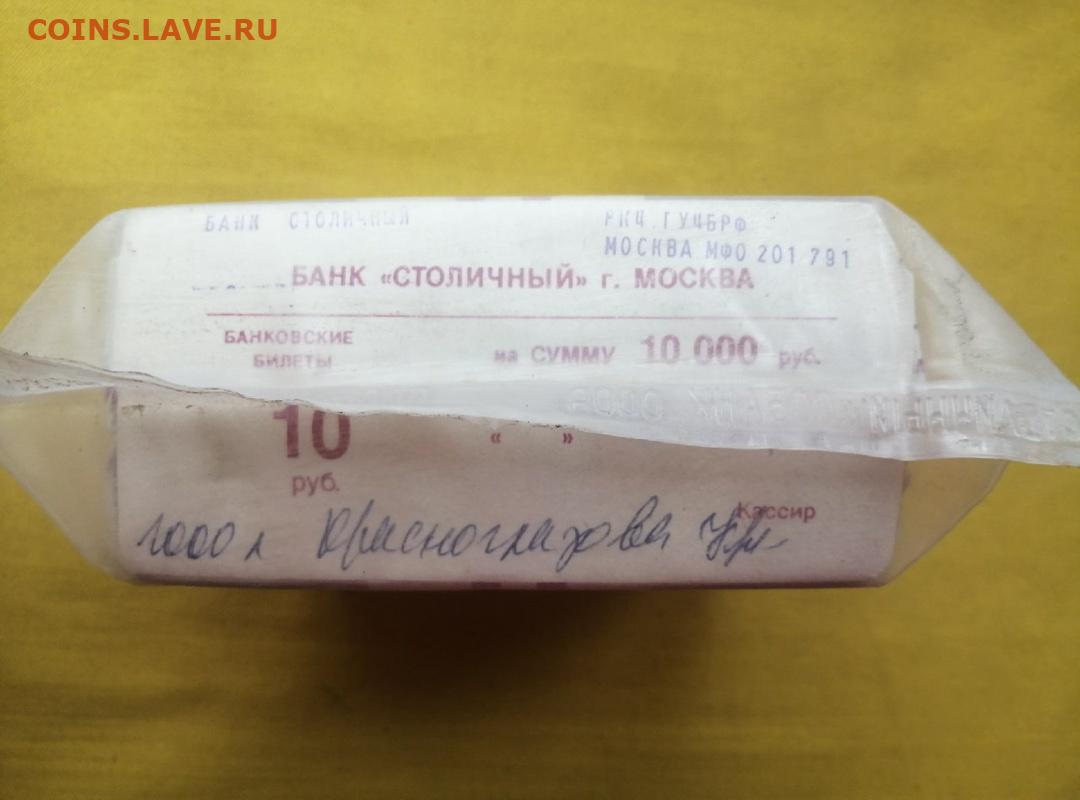 COINS.LAVE.RU
БАНК СТОЛИЧНЫЙ
РКЦ ГУЦБРФ
МОСКВА МФО 201 791
БАНК «СТОЛИЧНЫЙ» г. МОСКВА
БАНКОВСКИЕ
БИЛЕТЫ
на СУММУ 10.000 руб.
10
« »
руб.
Кассир
1000 л Красноглазова